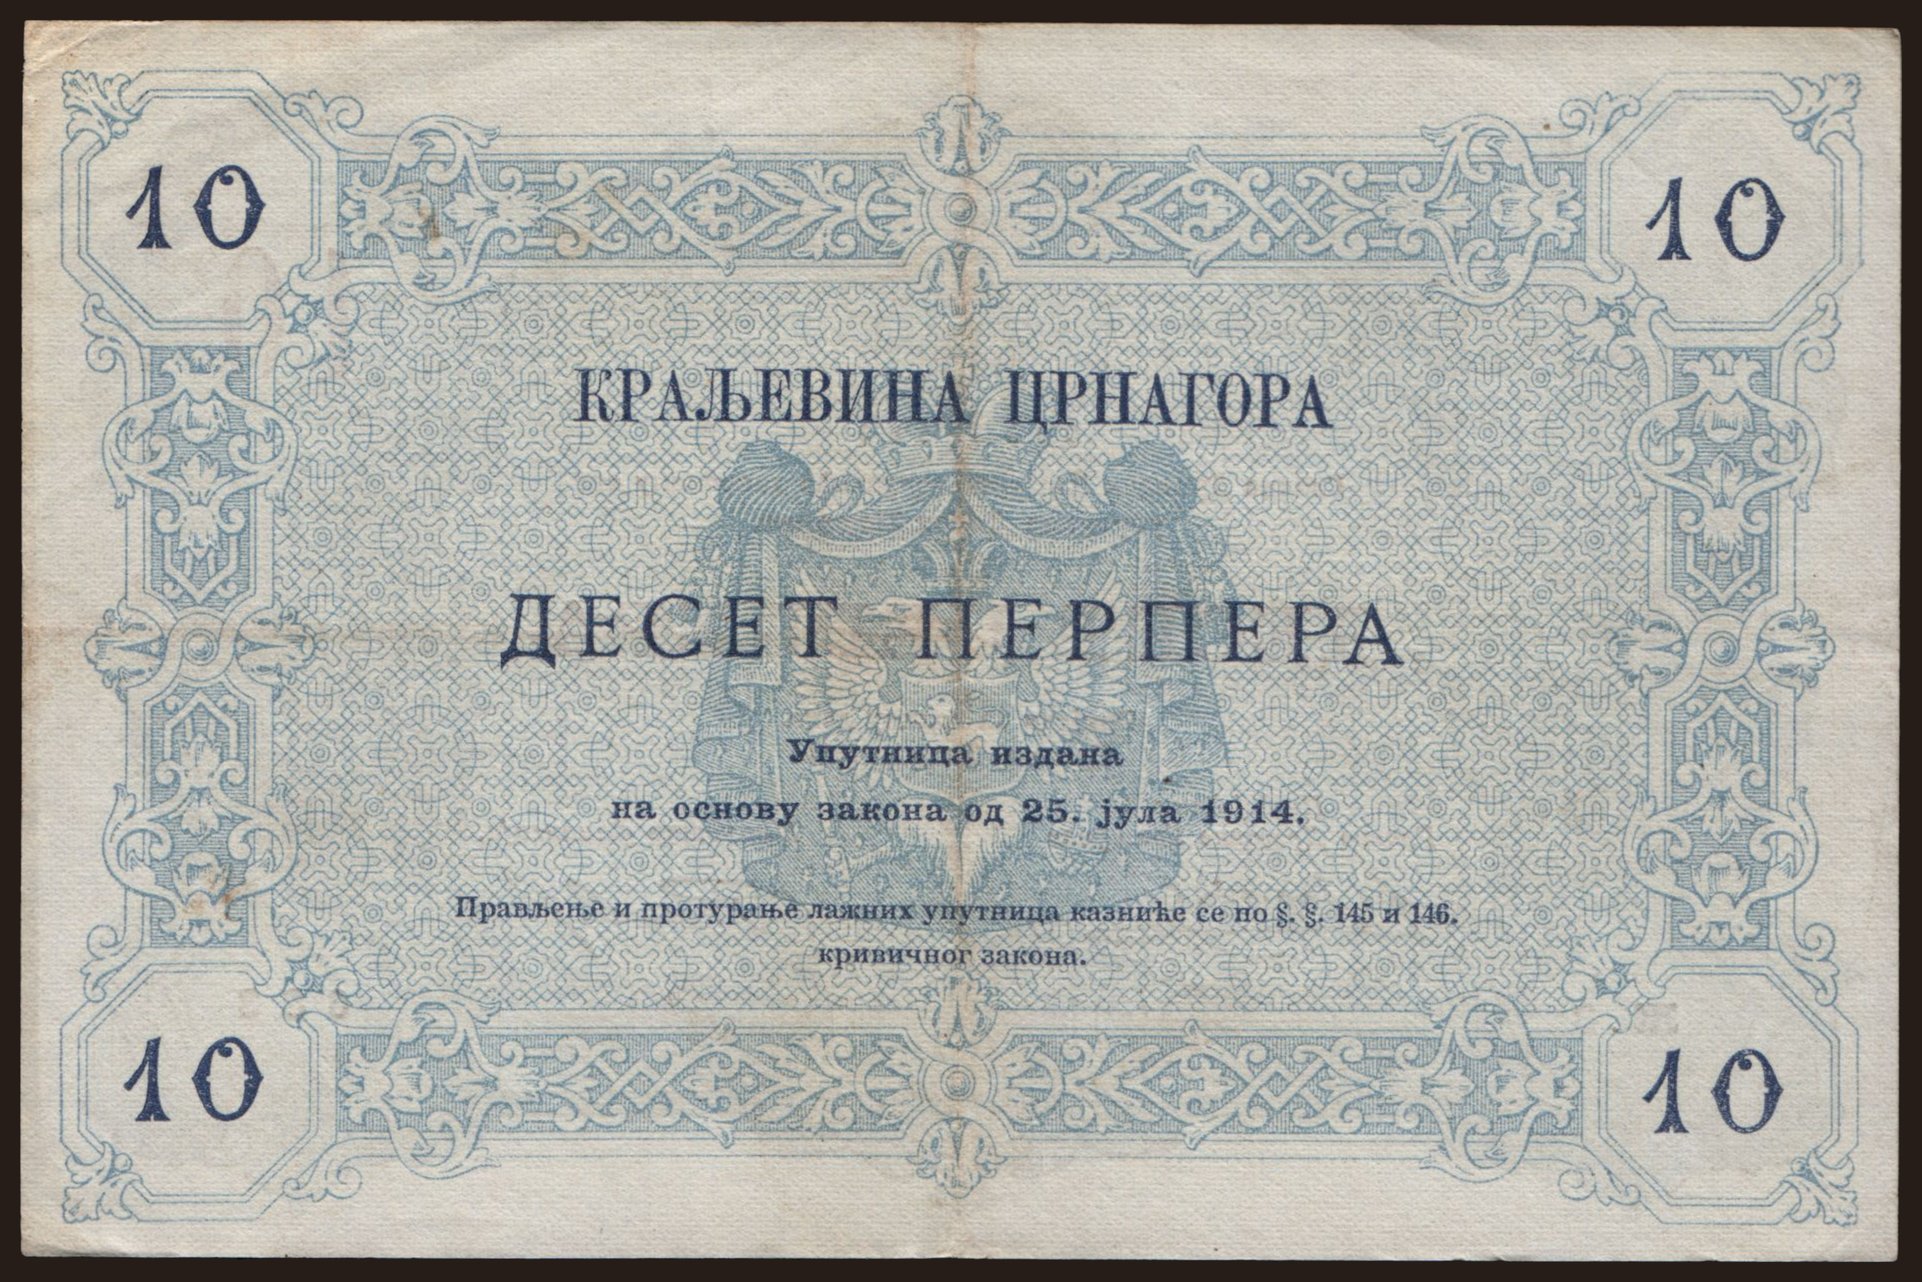 10 10
КРАЉЕВИНА ЦРНАГОРА
ДЕСЕТ ПЕРПЕРА
Упутница издана
на основу закона од 25. јула 1914.
Прављење и протурање лажних упутница казниће се по §. §. 145 и 146.
кривичног закона.
10 10